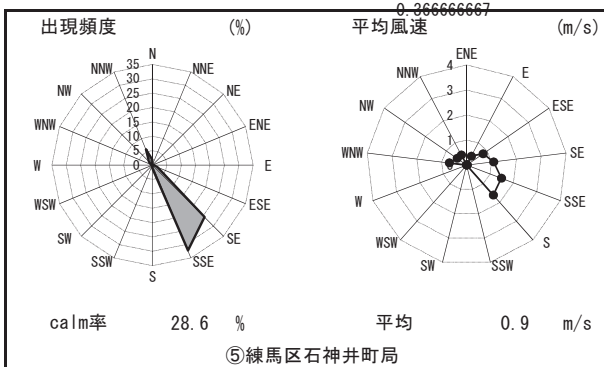 0.366666667
出現頻度 (%)
平均風速 (m/s)
N
NNE
NE
ENE
E
ESE
SE
SSE
S
SSW
SW
WSW
W
WNW
NW
NNW
35
30
25
20
15
10
5
0
ENE
E
ESE
SE
SSE
S
SSW
SW
WSW
W
WNW
NW
NNW
4
3
2
1
0
calm率 28.6 %
平均 0.9 m/s
⑤練馬区石神井町局